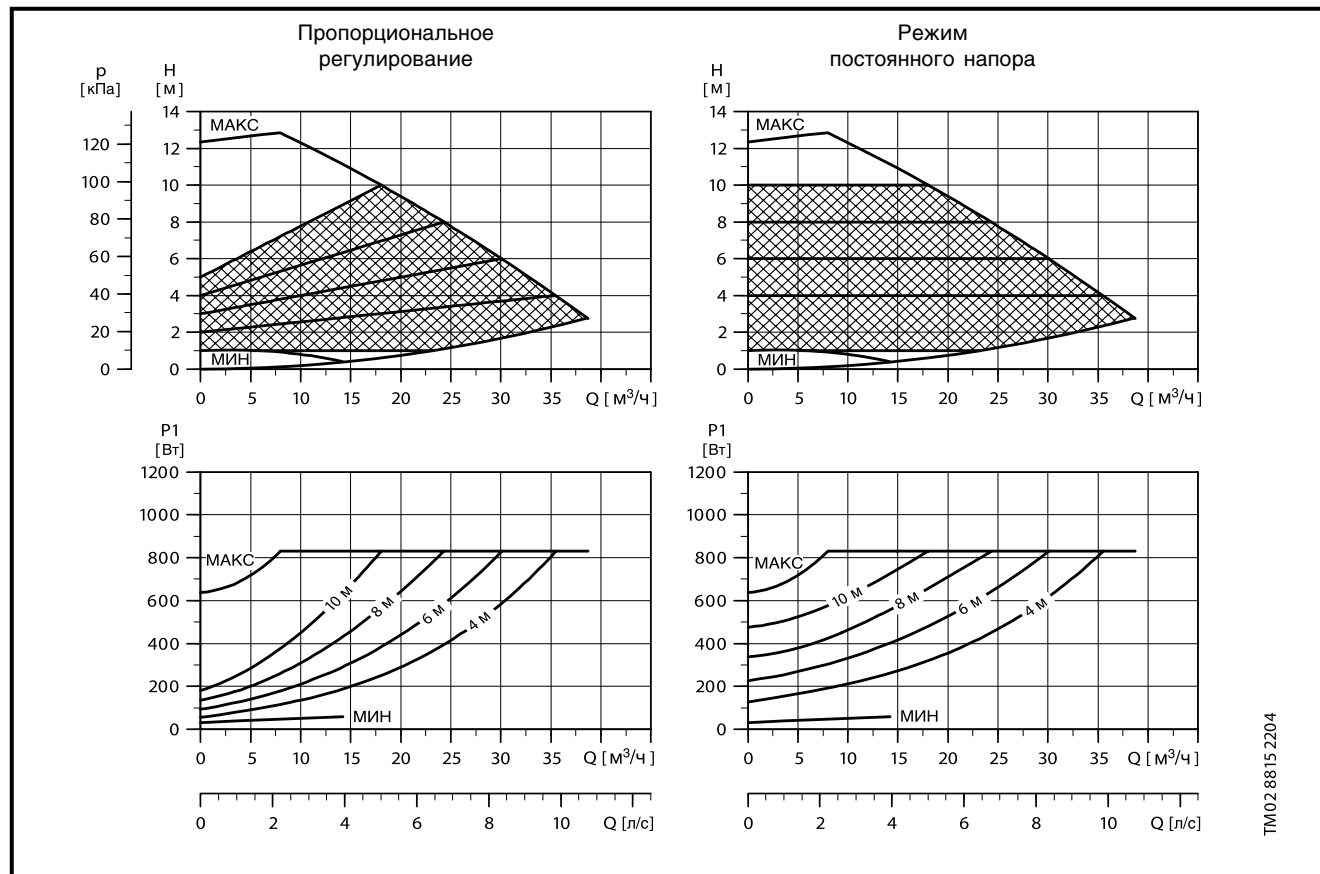 Пропорциональное
регулирование
Режим
постоянного напора
p
[кПа]
H
[м]
H
[м]
14
12
10
8
6
4
2
0
120
100
80
60
40
20
0
МАКС
МИН
0 5 10 15 20 25 30 35 Q [м³/ч]
14
12
10
8
6
4
2
0
МАКС
МИН
0 5 10 15 20 25 30 35 Q [м³/ч]
P1
[Вт]
1200
1000
800
600
400
200
0
МАКС
10 м
8 м
6 м
4 м
МИН
0 5 10 15 20 25 30 35 Q [м³/ч]
0 2 4 6 8 10 Q [л/с]
P1
[Вт]
1200
1000
800
600
400
200
0
МАКС
10 м
8 м
6 м
4 м
МИН
0 5 10 15 20 25 30 35 Q [м³/ч]
0 2 4 6 8 10 Q [л/с]
TM02 8815 2204